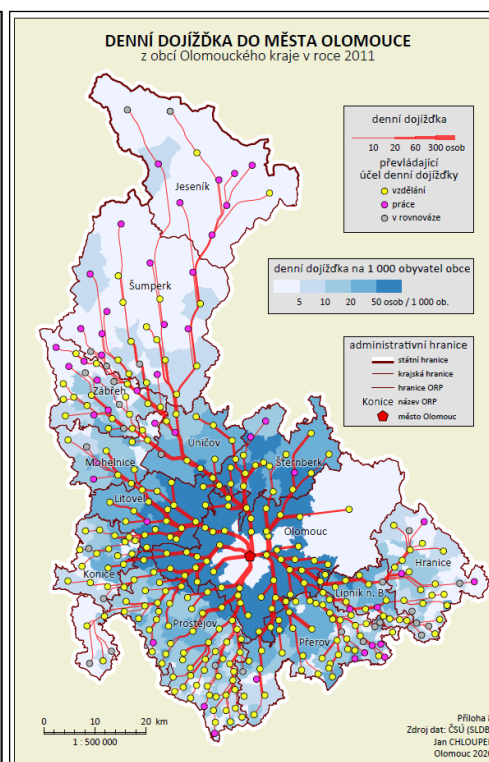 DENNÍ DOJÍŽĎKA DO MĚSTA OLOMOUCE
z obcí Olomouckého kraje v roce 2011
denní dojížďka
10 20 60 300 osob
převládající
účel denní dojížďky
vzdělání
práce
v rovnováze
denní dojížďka na 1 000 obyvatel obce
5 10 20 50 osob / 1 000 ob.
administrativní hranice
státní hranice
krajská hranice
hranice ORP
Konice název ORP
město Olomouc
Jeseník
Šumperk
Zábřeh
Uničov
Mohelnice
Šternberk
Litovel
Olomouc
Hranice
Konice
Lipník n. B.
Prostějov
Přerov
0 10 20 km
1 : 500 000
Příloha
Zdroj dat: ČSÚ (SLDB
Jan CHLOUPE
Olomouc 202